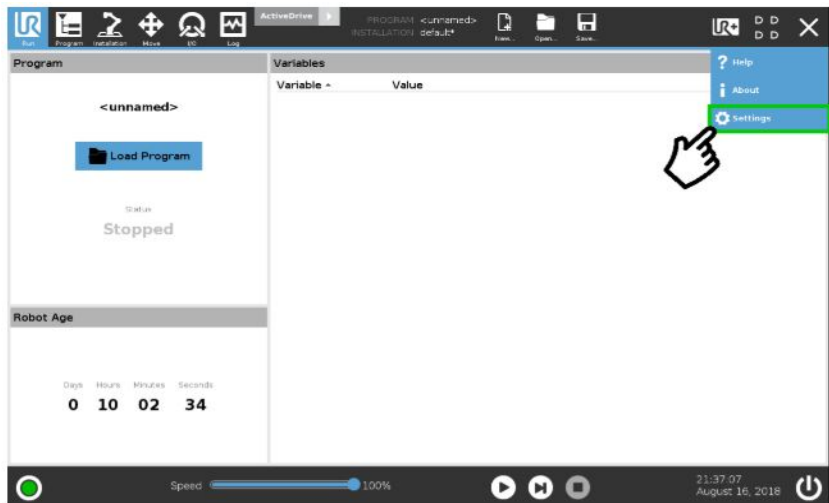 ActiveDrive
PROGRAM <unnamed>
INSTALLATION default*
UR+
D D
D D
Run Program Installation Move I/O Log
New... Open... Save...
Program
<unnamed>
Load Program
Status
Stopped
Variables
Variable Value
? Help
i About
Settings
Robot Age
Days Hours Minutes Seconds
0 10 02 34
Speed 100%
21:37:07
August 16, 2018